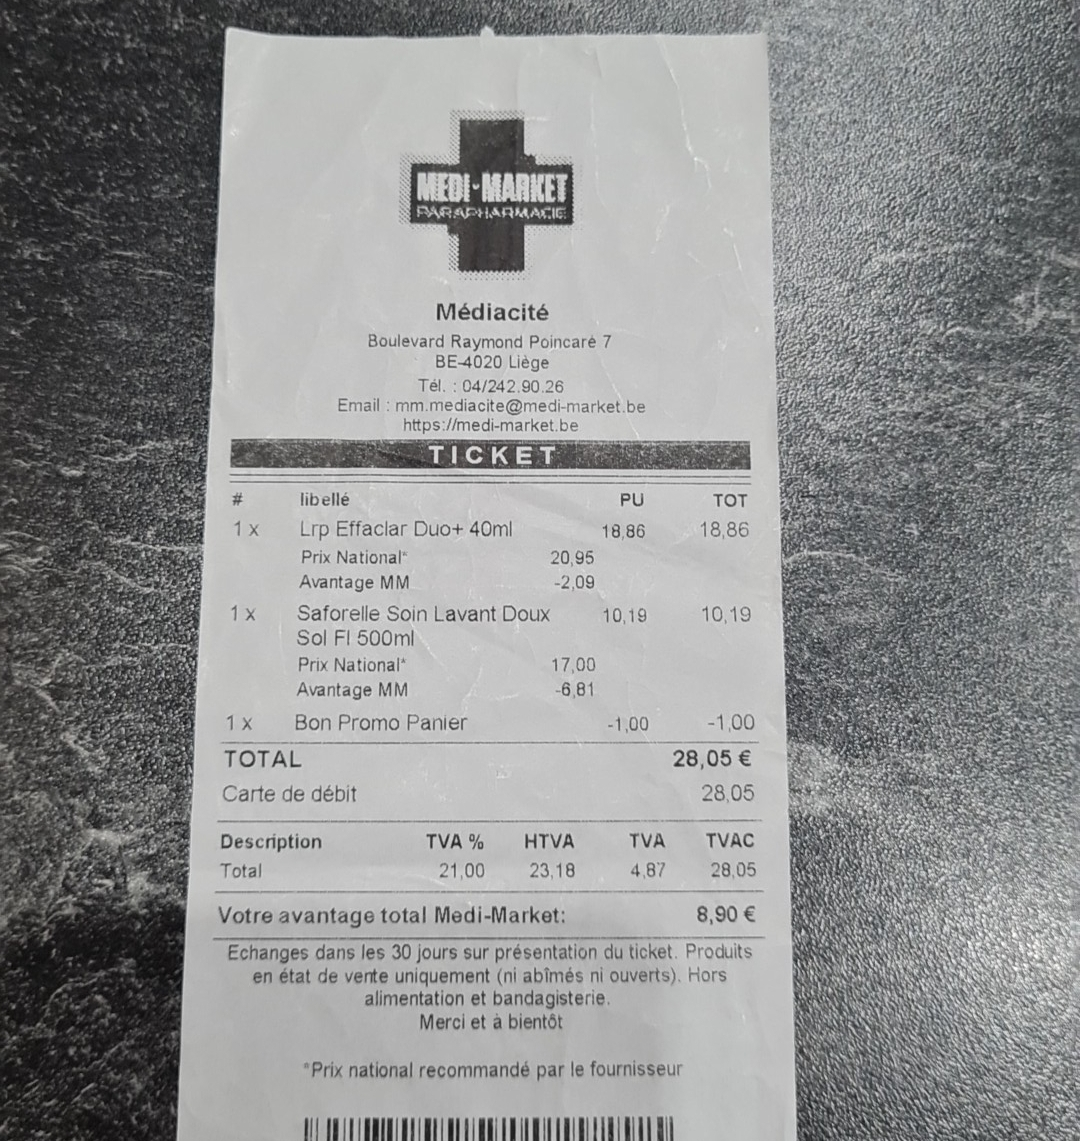 MEDI-MARKET
PARAPHARMACIE
Médiacité
Boulevard Raymond Poincaré 7
BE-4020 Liège
Tél. : 04/242.90.26
Email : mm.mediacite@medi-market.be
https://medi-market.be
TICKET
# libellé PU TOT
1 x Lrp Effaclar Duo+ 40ml 18,86 18,86
Prix National* 20,95
Avantage MM -2,09
1 x Saforelle Soin Lavant Doux 10,19 10,19
Sol Fl 500ml
Prix National* 17,00
Avantage MM -6,81
1 x Bon Promo Panier -1,00 -1,00
TOTAL 28,05 €
Carte de débit 28,05
Description TVA % HTVA TVA TVAC
Total 21,00 23,18 4,87 28,05
Votre avantage total Medi-Market: 8,90 €
Echanges dans les 30 jours sur présentation du ticket. Produits
en état de vente uniquement (ni abîmés ni ouverts). Hors
alimentation et bandagisterie.
Merci et à bientôt
*Prix national recommandé par le fournisseur